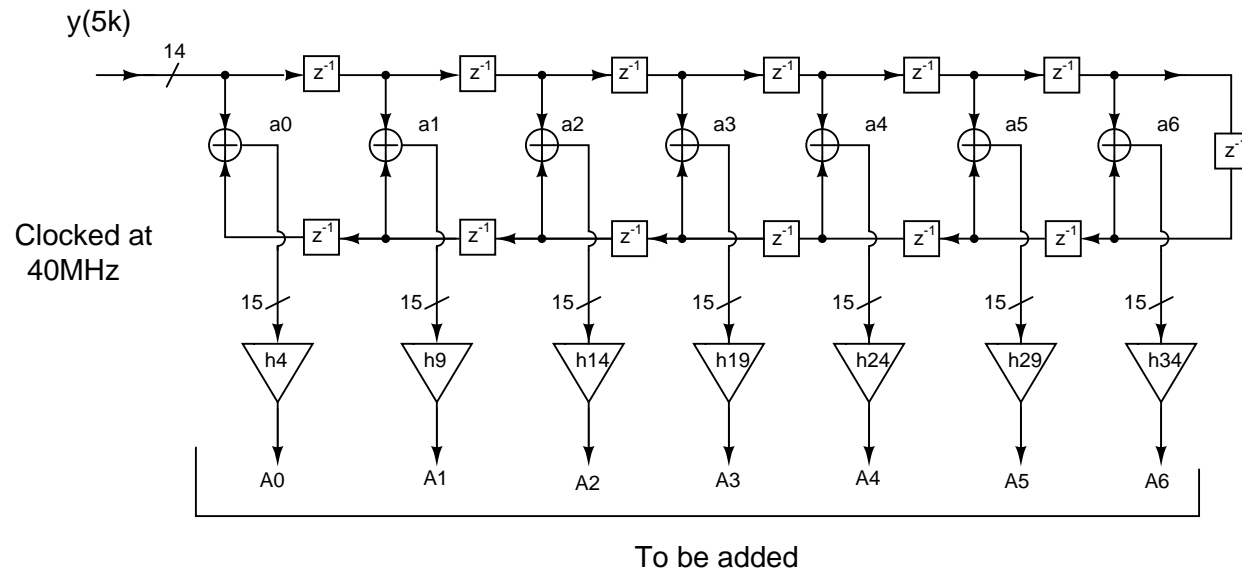 y(5k)
14
z-1 z-1 z-1 z-1 z-1 z-1
a0 a1 a2 a3 a4 a5 a6
z-1
z-1 z-1 z-1 z-1 z-1 z-1
Clocked at
40MHz
15 15 15 15 15 15 15
h4 h9 h14 h19 h24 h29 h34
A0 A1 A2 A3 A4 A5 A6
To be added